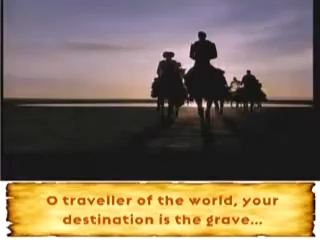 O traveller of the world, your
destination is the grave...